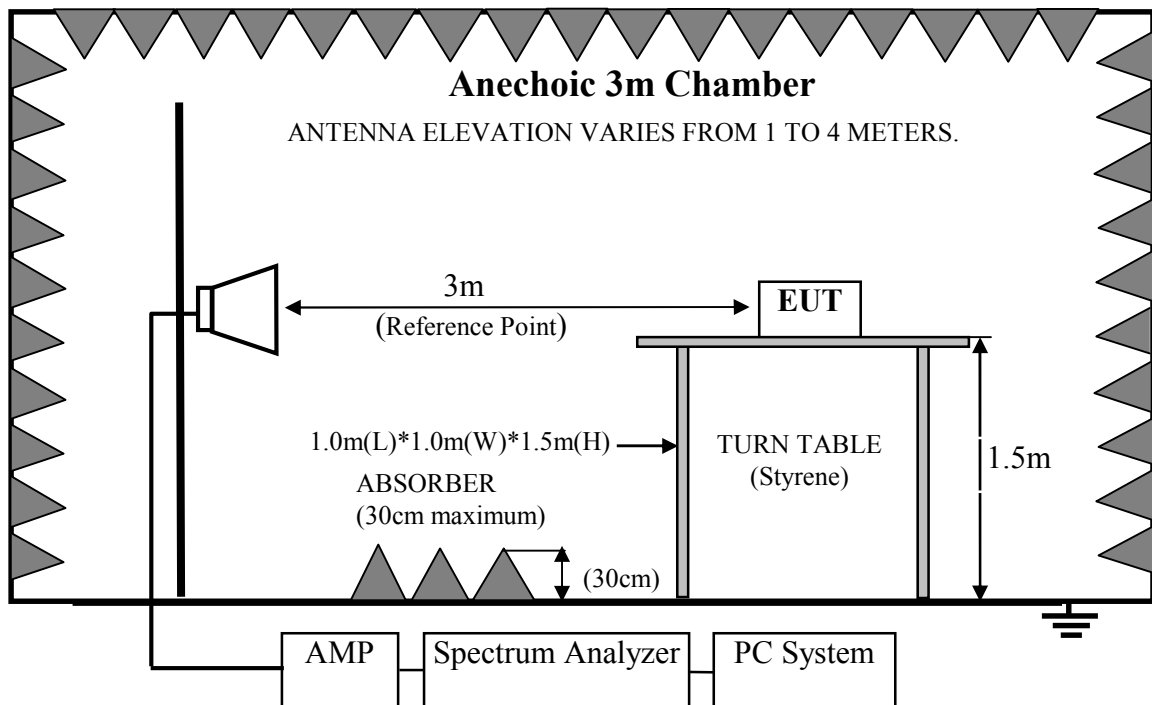 Anechoic 3m Chamber
ANTENNA ELEVATION VARIES FROM 1 TO 4 METERS.
3m
(Reference Point)
EUT
1.0m(L)*1.0m(W)*1.5m(H)
TURN TABLE
(Styrene)
1.5m
ABSORBER
(30cm maximum)
(30cm)
AMP
Spectrum Analyzer
PC System